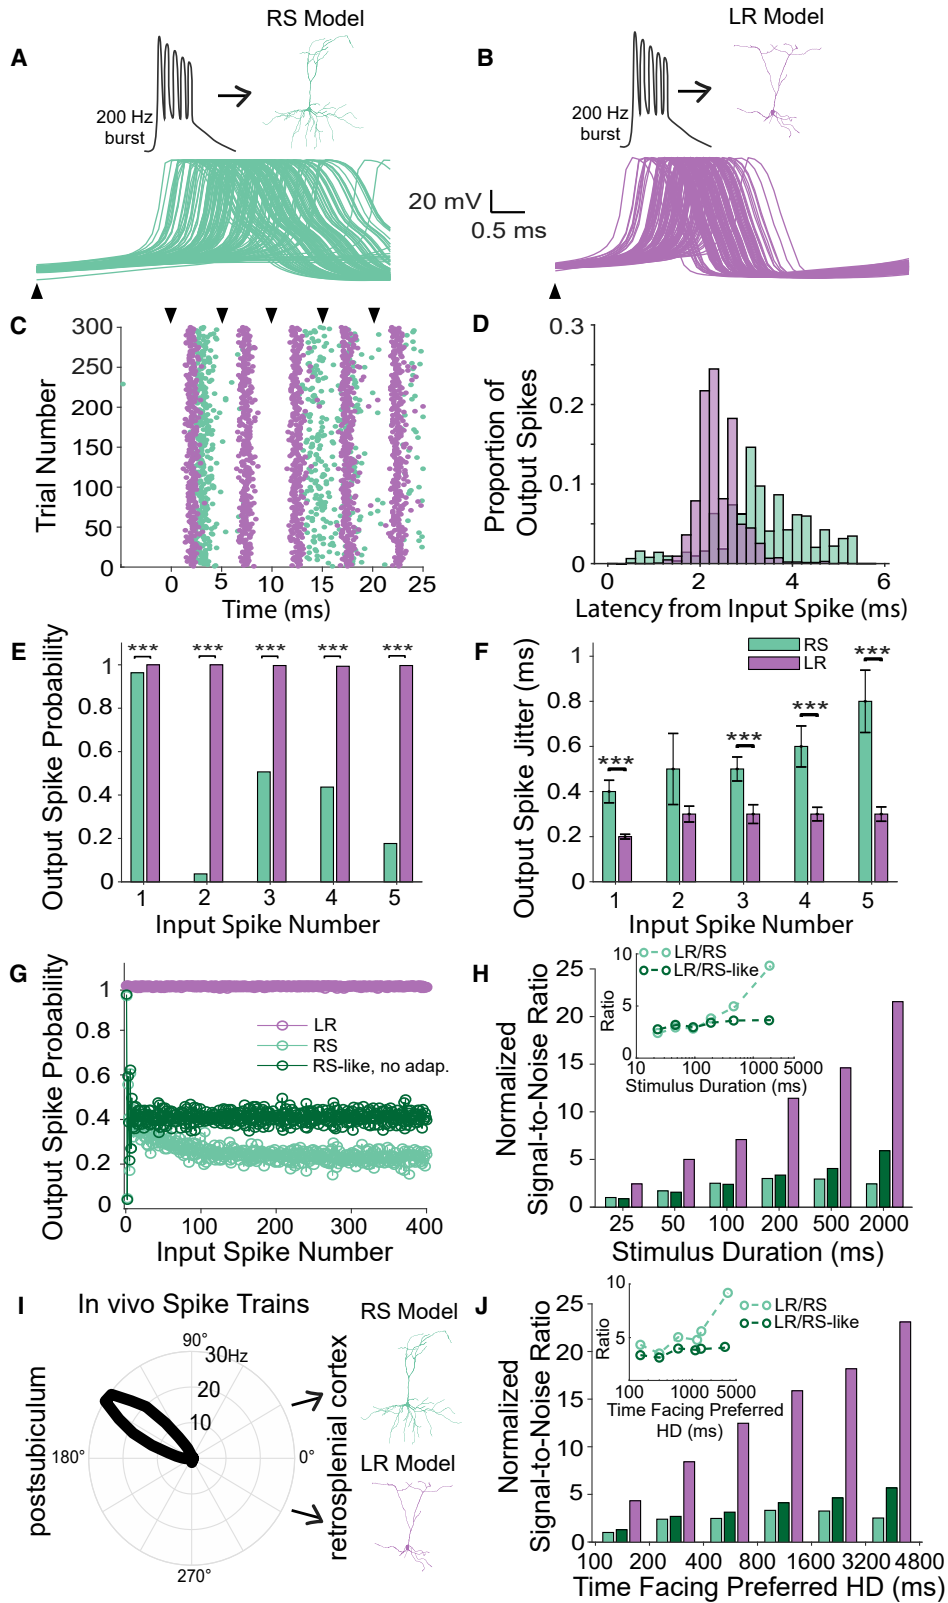 RS Model
LR Model
A
B
200 Hz
burst
200 Hz
burst
20 mV
0.5 ms
C
300
250
200
150
100
50
0
Trial Number
0
5
10
15
20
25
Time (ms)
D
0.3
0.2
0.1
0
Proportion of
Output Spikes
0
2
4
6
Latency from Input Spike (ms)
E
*** *** *** *** ***
1
0.8
0.6
0.4
0.2
0
Output Spike Probability
1
2
3
4
5
Input Spike Number
F
RS
LR
*** *** *** ***
1
0.8
0.6
0.4
0.2
0
Output Spike Jitter (ms)
1
2
3
4
5
Input Spike Number
G
1
0.8
0.6
0.4
0.2
0
Output Spike Probability
LR
RS
RS-like, no adap.
0
100
200
300
400
Input Spike Number
H
25
20
15
10
5
0
Normalized
Signal-to-Noise Ratio
10
5
0
Ratio
LR/RS
LR/RS-like
10
100
1000
5000
Stimulus Duration (ms)
25
50
100
200
500
2000
Stimulus Duration (ms)
I
In vivo Spike Trains
postsubiculum
90°
30Hz
20
10
180°
0°
270°
retrosplenial cortex
RS Model
LR Model
J
25
20
15
10
5
0
Normalized
Signal-to-Noise Ratio
10
5
Ratio
LR/RS
LR/RS-like
100
1000
5000
Time Facing Preferred
HD (ms)
100
200
400
800
1600
3200
4800
Time Facing Preferred HD (ms)